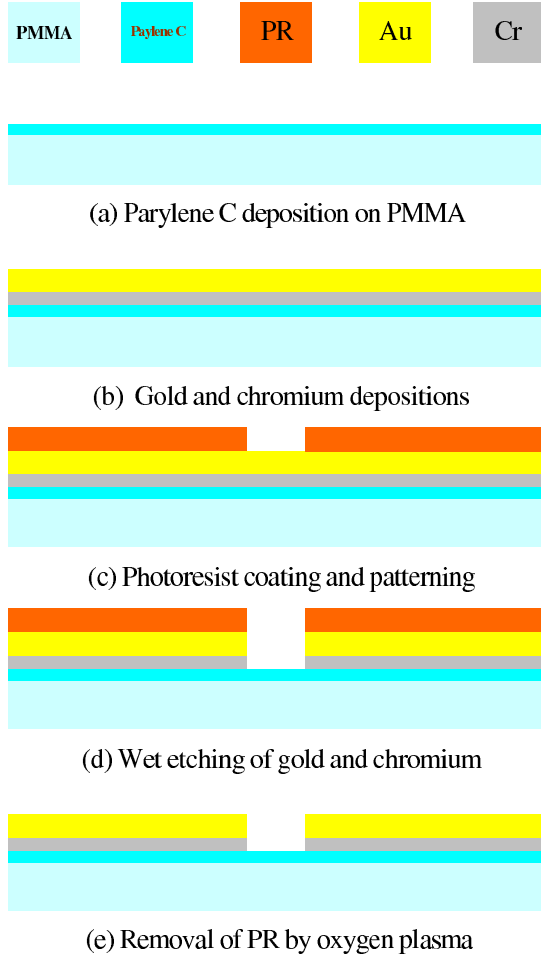 PMMA Paylene C PR Au Cr
(a) Parylene C deposition on PMMA
(b) Gold and chromium depositions
(c) Photoresist coating and patterning
(d) Wet etching of gold and chromium
(e) Removal of PR by oxygen plasma